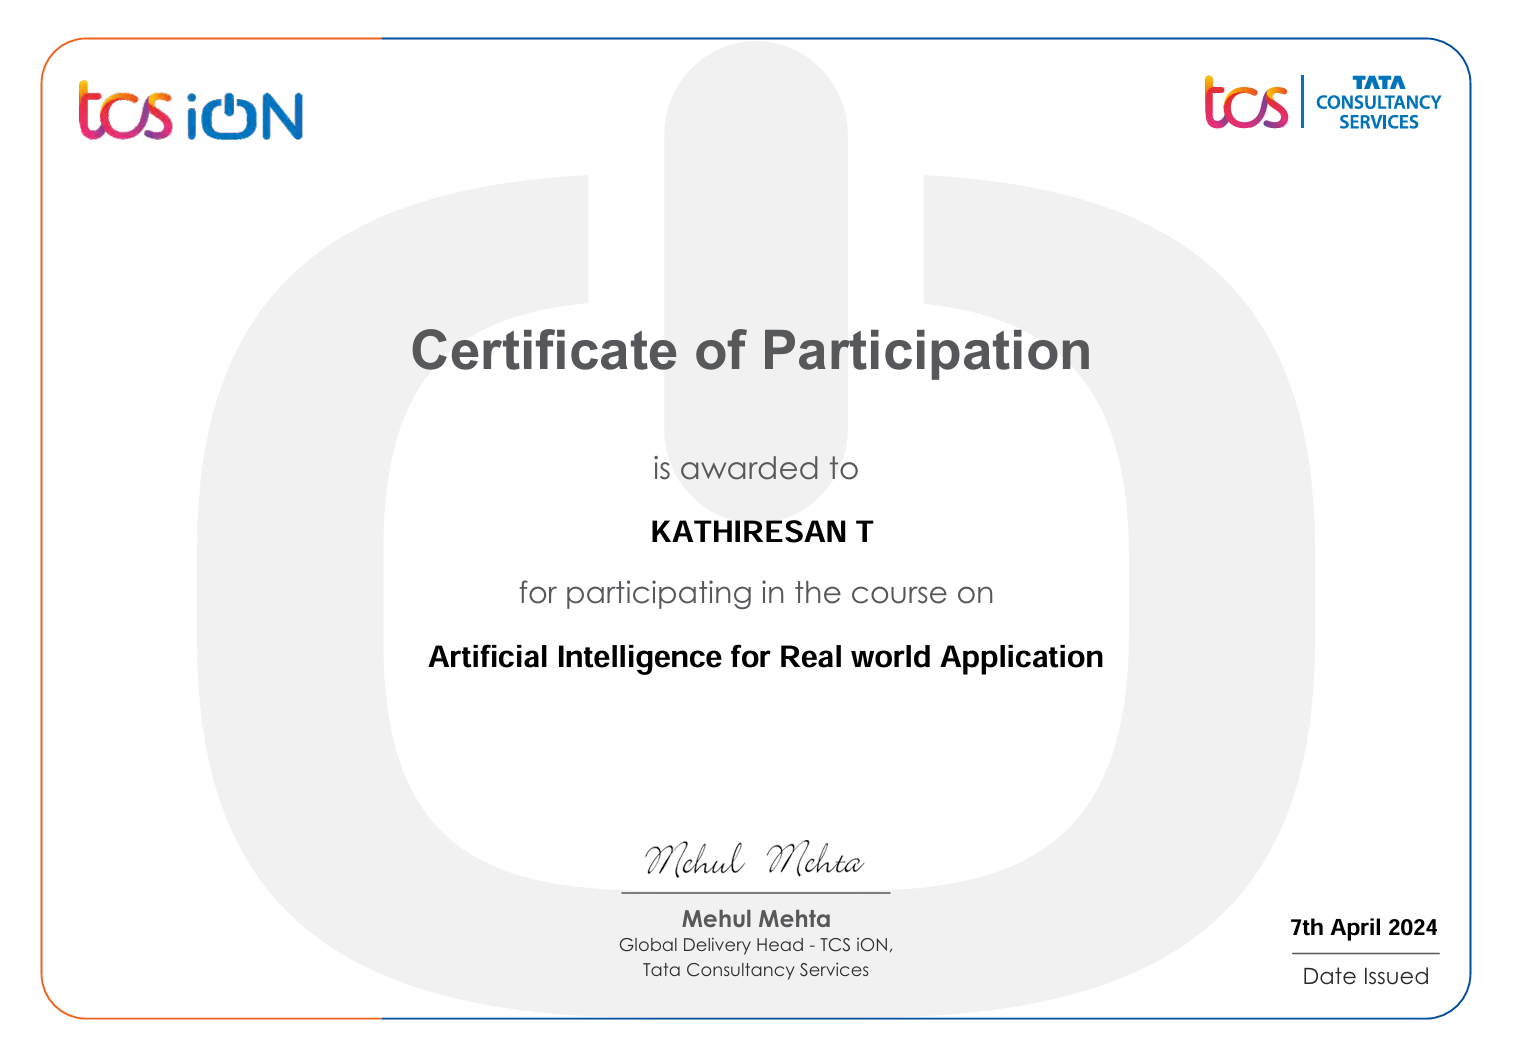 tcs iON
tcs | TATA
CONSULTANCY
SERVICES
Certificate of Participation
is awarded to
KATHIRESAN T
for participating in the course on
Artificial Intelligence for Real world Application
Mehul Mehta
Mehul Mehta
Global Delivery Head - TCS iON,
Tata Consultancy Services
7th April 2024
Date Issued